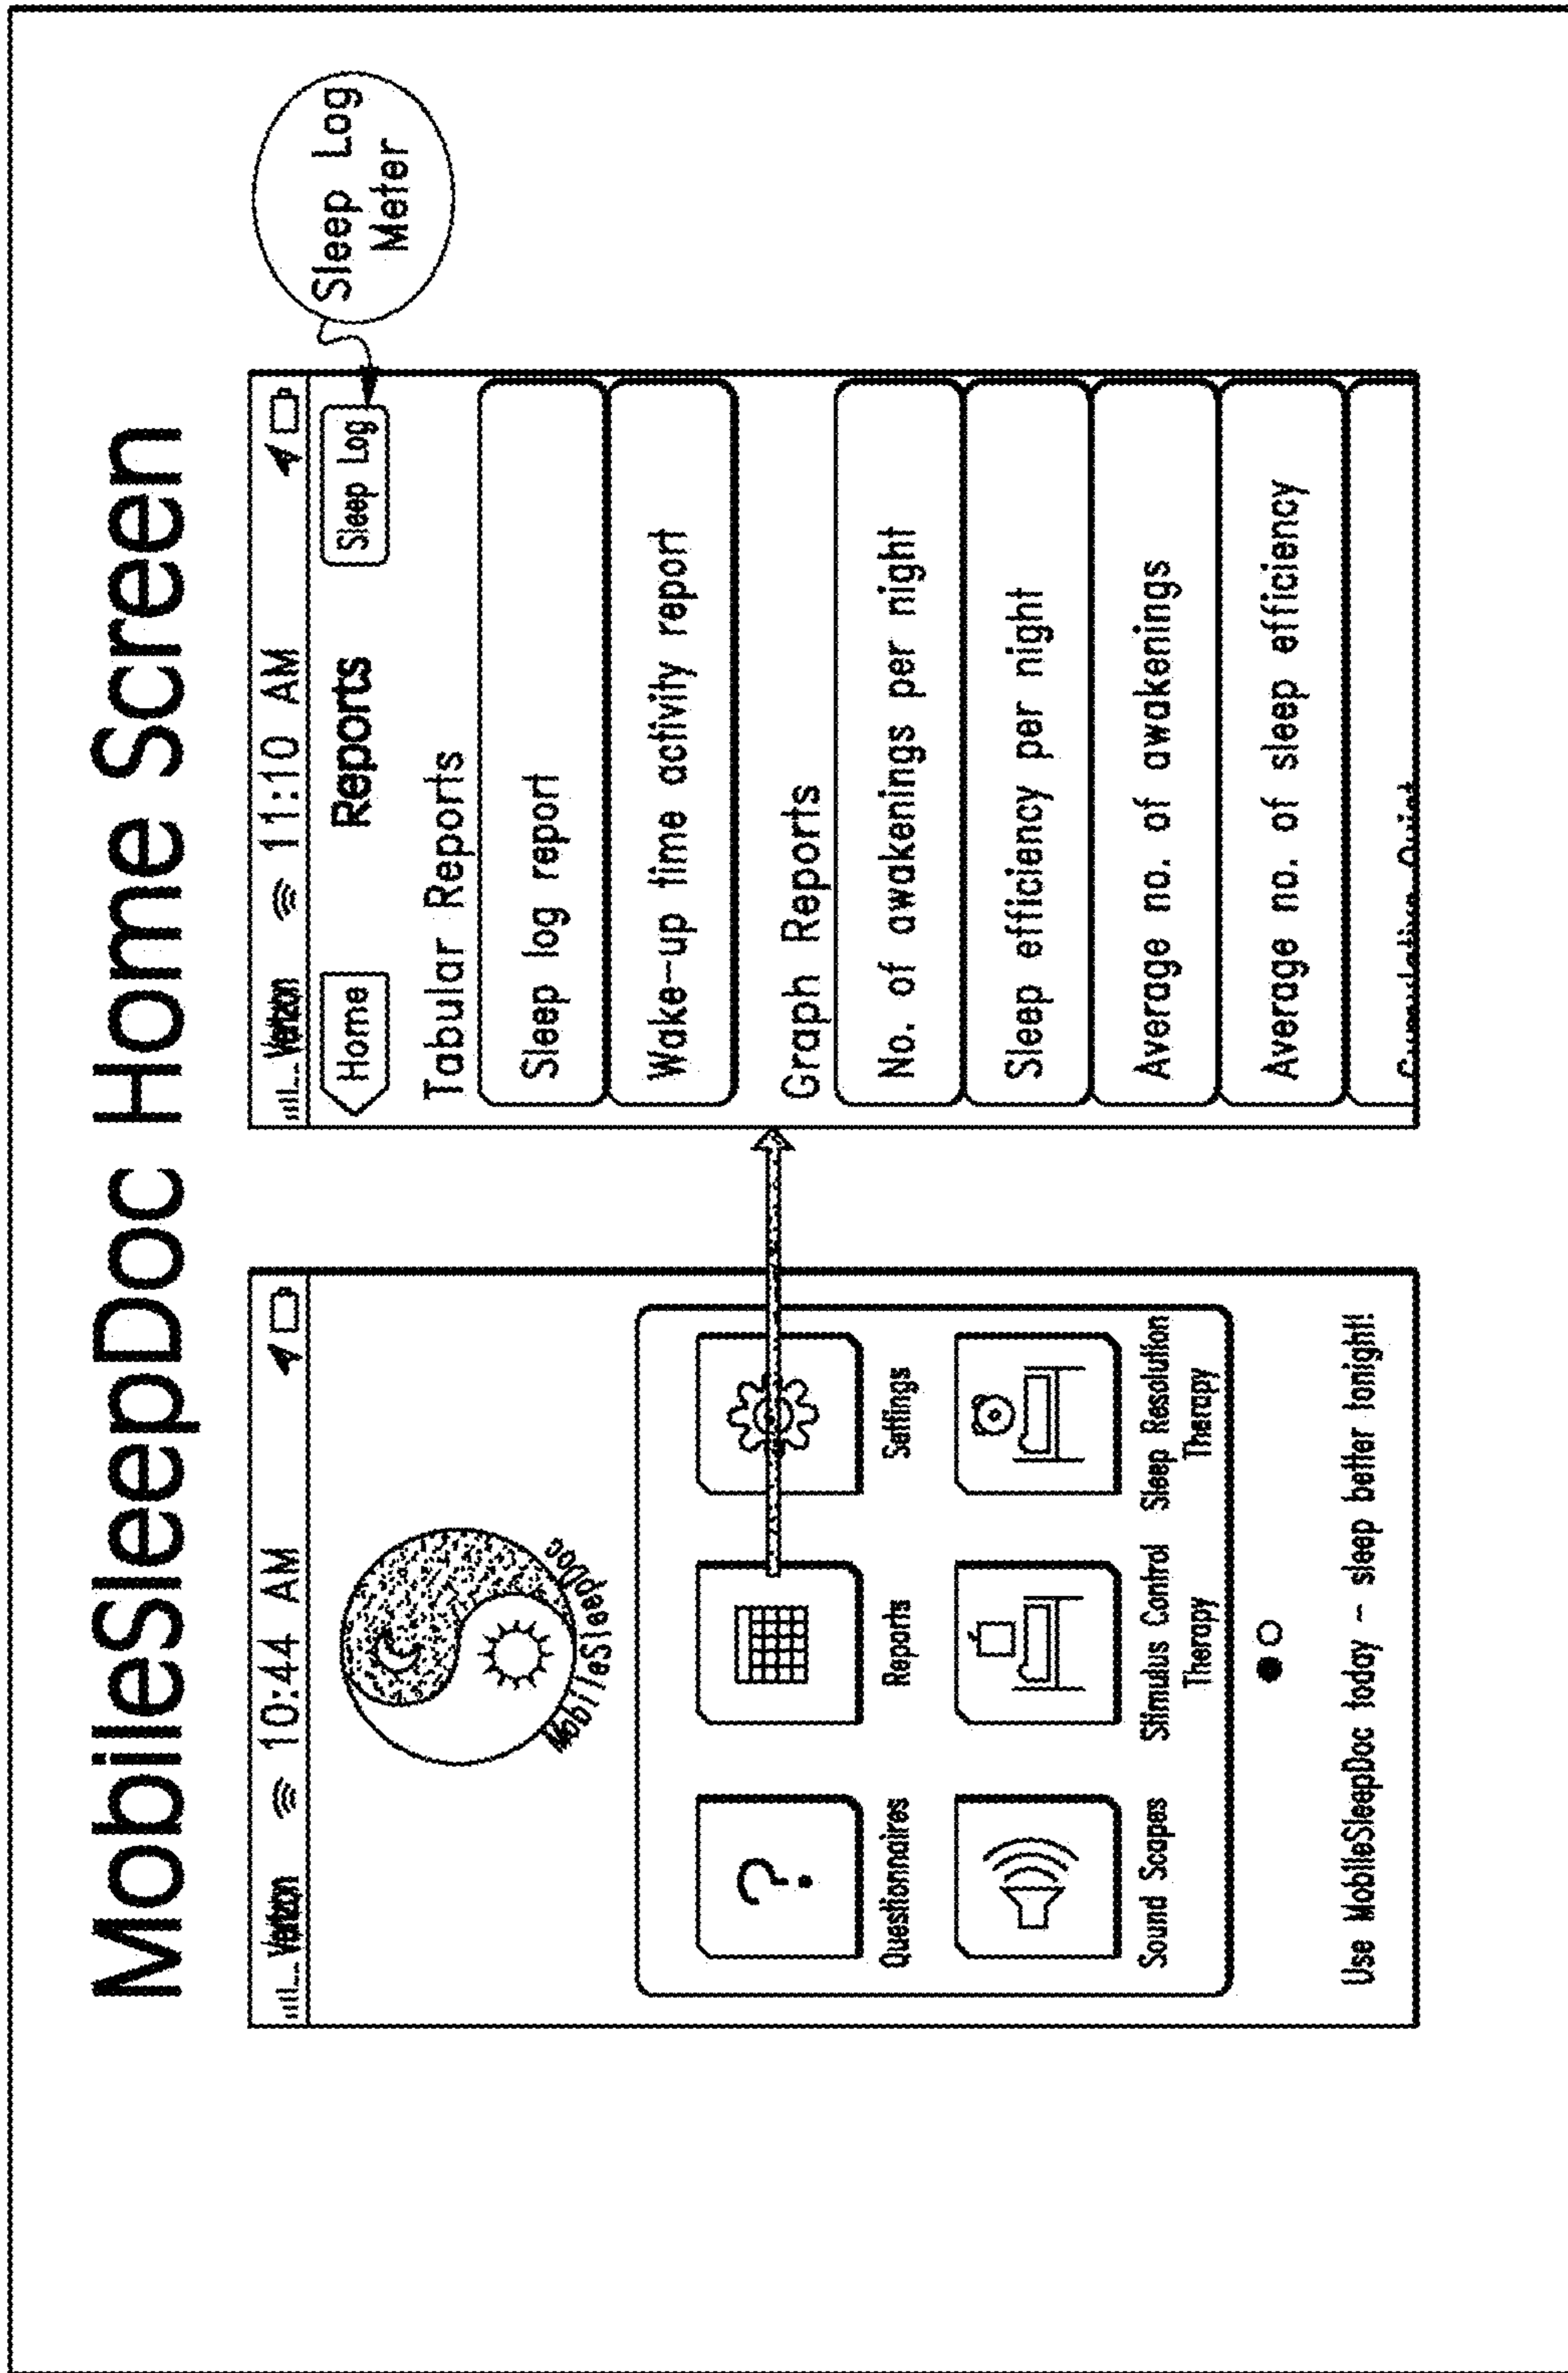 MobileSleepDoc Home Screen
Verizon 10:44 AM
MobileSleepDoc
?
Questionnaires
Reports
Settings
Sound Scapes
Stimulus Control
Therapy
Sleep Resolution
Therapy
Use MobileSleepDoc today - sleep better tonight!
Verizon 11:10 AM
Home
Reports
Sleep Log
Sleep Log
Meter
Tabular Reports
Sleep log report
Wake-up time activity report
Graph Reports
No. of awakenings per night
Sleep efficiency per night
Average no. of awakenings
Average no. of sleep efficiency